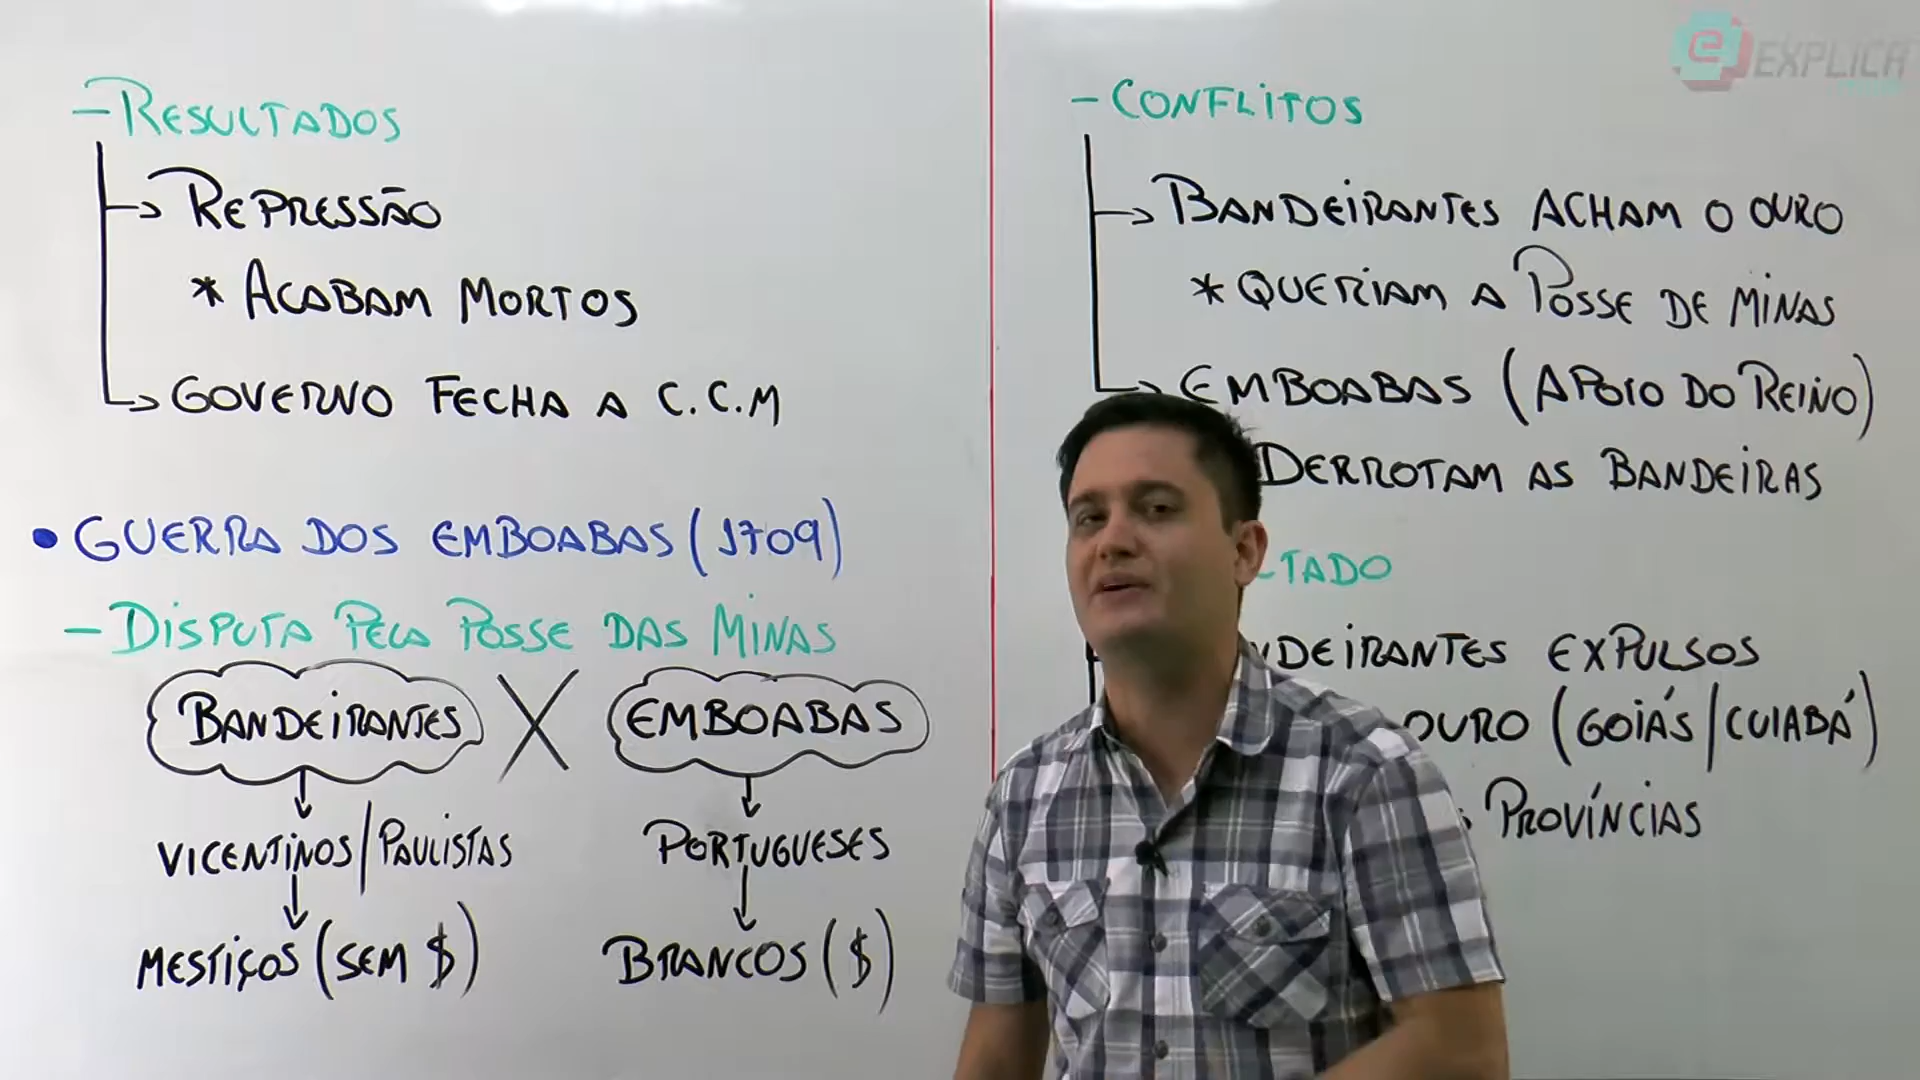 - RESULTADOS
REPRESSÃO
* ACABAM MORTOS
GOVERNO FECHA A C.C.M
• GUERRA DOS EMBOABAS (1709)
- DISPUTA PELA POSSE DAS MINAS
BANDEIRANTES X EMBOABAS
VICENTINOS/PAULISTAS PORTUGUESES
MESTIÇOS (SEM $) BRANCOS ($)
EXPLICA
- CONFLITOS
BANDEIRANTES ACHAM O OURO
* QUERIAM A POSSE DE MINAS
EMBOABAS (APOIO DO REINO)
DERROTAM AS BANDEIRAS
TADO
NDEIRANTES EXPULSOS
OURO (GOIÁS/CUIABÁ)
PROVÍNCIAS